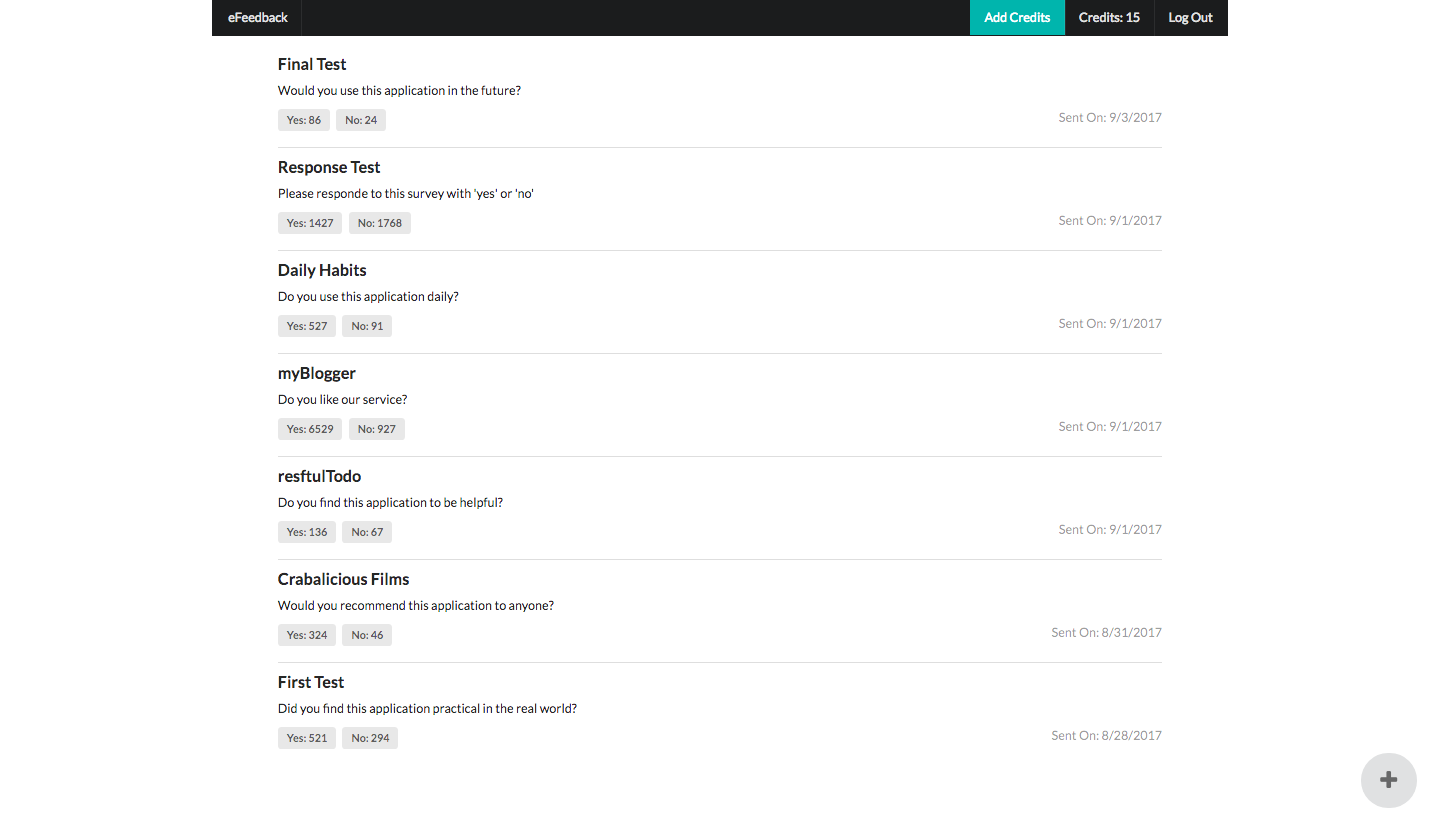 eFeedback Add Credits Credits: 15 Log Out
Final Test
Would you use this application in the future?
Yes: 86 No: 24 Sent On: 9/3/2017
Response Test
Please responde to this survey with 'yes' or 'no'
Yes: 1427 No: 1768 Sent On: 9/1/2017
Daily Habits
Do you use this application daily?
Yes: 527 No: 91 Sent On: 9/1/2017
myBlogger
Do you like our service?
Yes: 6529 No: 927 Sent On: 9/1/2017
resftulTodo
Do you find this application to be helpful?
Yes: 136 No: 67 Sent On: 9/1/2017
Crabalicious Films
Would you recommend this application to anyone?
Yes: 324 No: 46 Sent On: 8/31/2017
First Test
Did you find this application practical in the real world?
Yes: 521 No: 294 Sent On: 8/28/2017